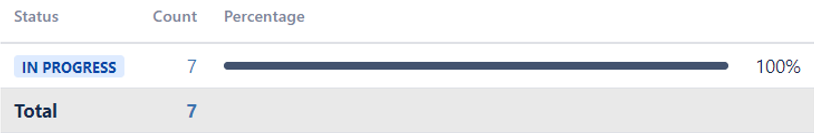 Status Count Percentage
IN PROGRESS 7 100%
Total 7